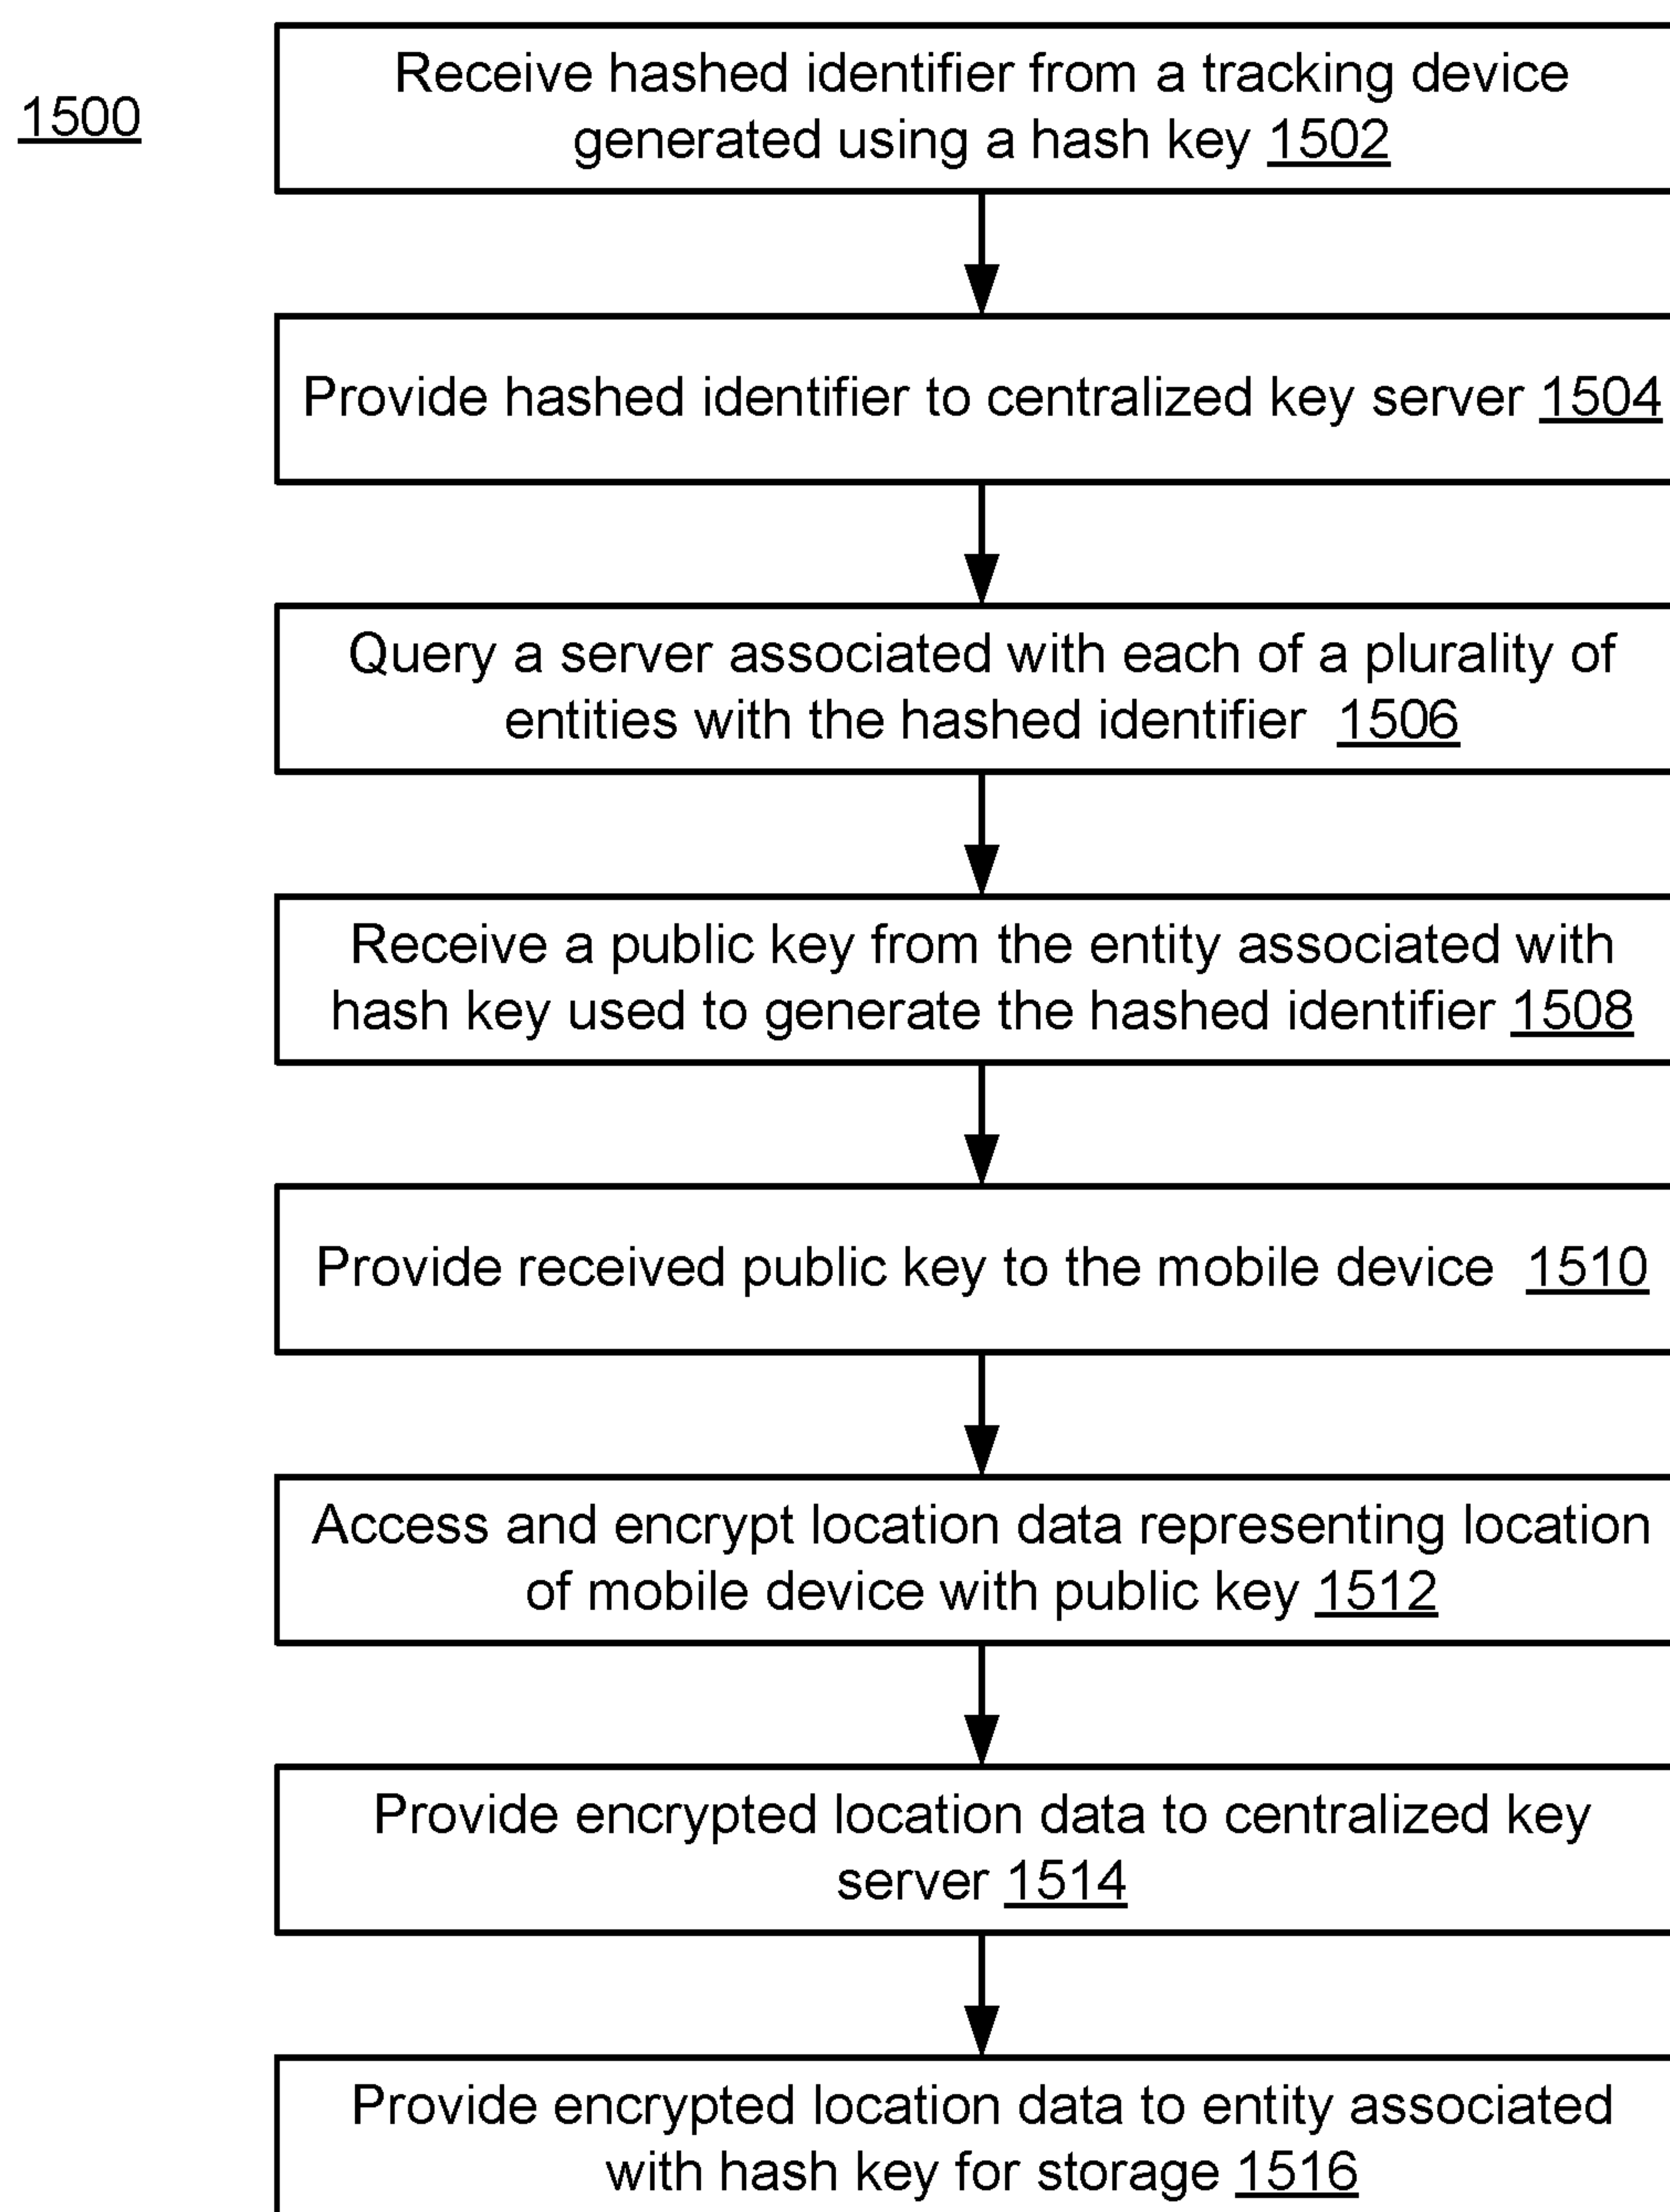 1500
Receive hashed identifier from a tracking device
generated using a hash key 1502
Provide hashed identifier to centralized key server 1504
Query a server associated with each of a plurality of
entities with the hashed identifier 1506
Receive a public key from the entity associated with
hash key used to generate the hashed identifier 1508
Provide received public key to the mobile device 1510
Access and encrypt location data representing location
of mobile device with public key 1512
Provide encrypted location data to centralized key
server 1514
Provide encrypted location data to entity associated
with hash key for storage 1516